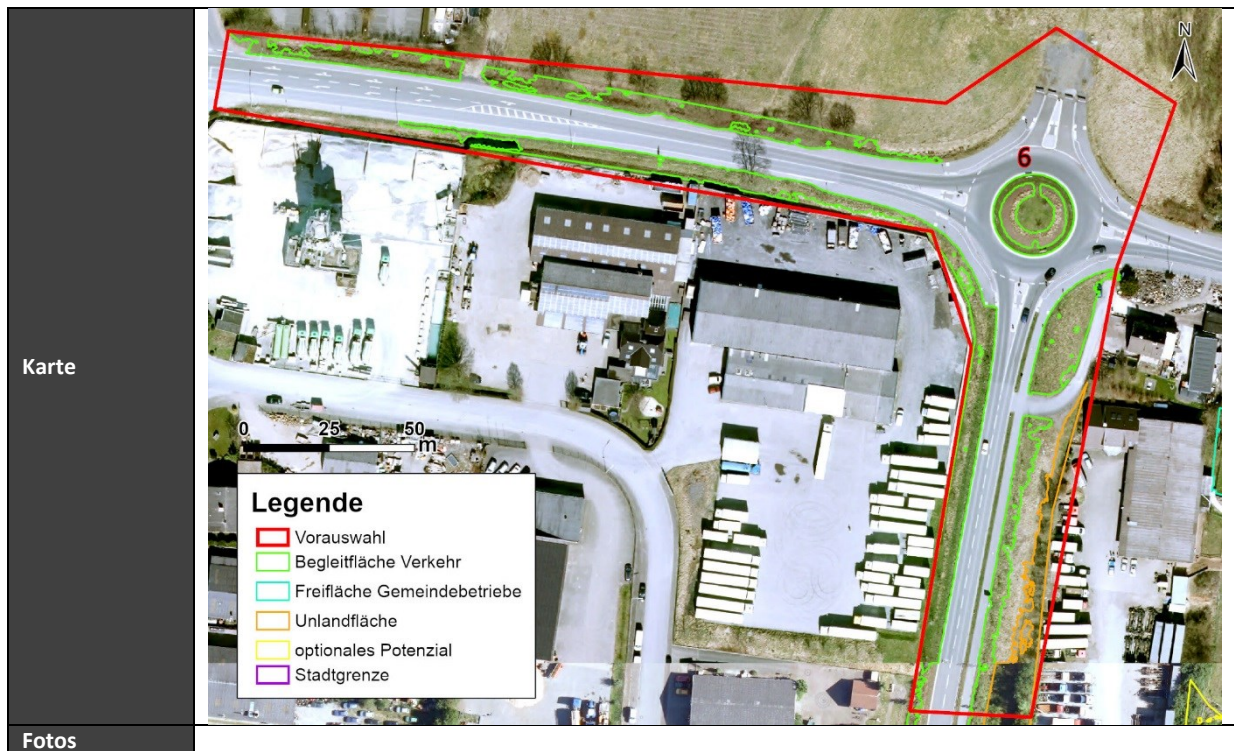 Karte
N
6
0 25 50
m
Legende
Vorauswahl
Begleitfläche Verkehr
Freifläche Gemeindebetriebe
Unlandfläche
optionales Potenzial
Stadtgrenze
Fotos